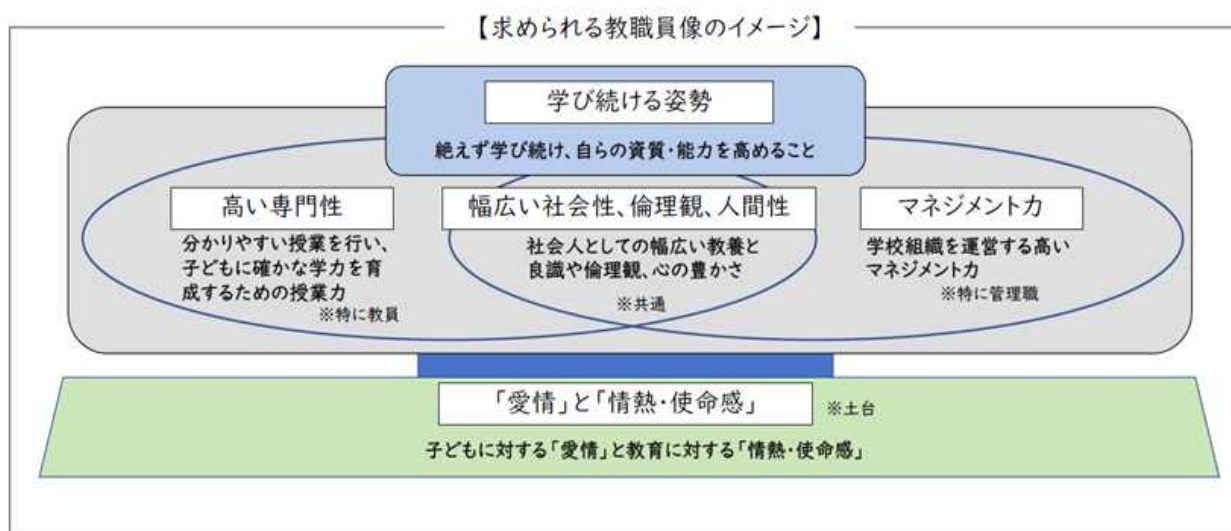 【求められる教職員像のイメージ】
学び続ける姿勢
絶えず学び続け、自らの資質・能力を高めること
高い専門性
分かりやすい授業を行い、
子どもに確かな学力を育
成するための授業力
※特に教員
幅広い社会性、倫理観、人間性
社会人としての幅広い教養と
良識や倫理観、心の豊かさ
※共通
マネジメント力
学校組織を運営する高い
マネジメント力
※特に管理職
「愛情」と「情熱・使命感」
※土台
子どもに対する「愛情」と教育に対する「情熱・使命感」